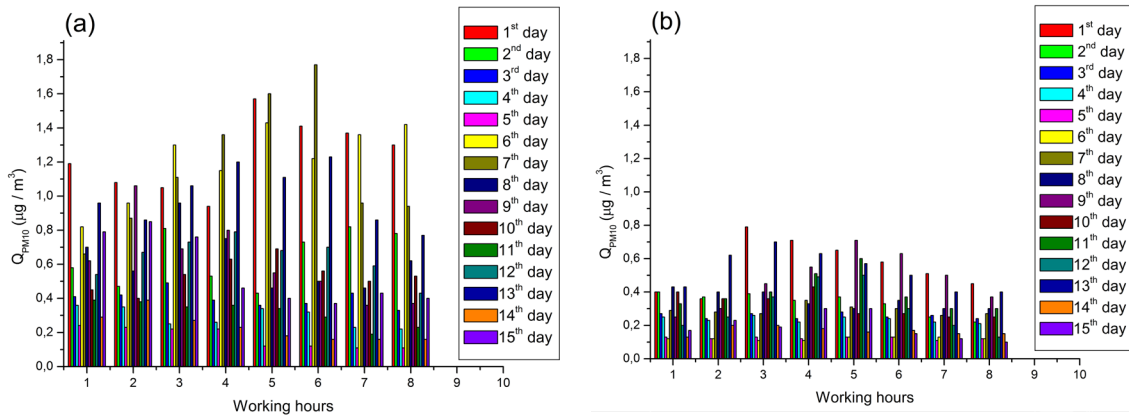 (a)
Q_PM10 (μg / m³)
1,8
1,6
1,4
1,2
1,0
0,8
0,6
0,4
0,2
0,0
1 2 3 4 5 6 7 8 9 10
Working hours
1st day
2nd day
3rd day
4th day
5th day
6th day
7th day
8th day
9th day
10th day
11th day
12th day
13th day
14th day
15th day
(b)
Q_PM10 (μg / m³)
1,8
1,6
1,4
1,2
1,0
0,8
0,6
0,4
0,2
0,0
1 2 3 4 5 6 7 8 9 10
Working hours
1st day
2nd day
3rd day
4th day
5th day
6th day
7th day
8th day
9th day
10th day
11th day
12th day
13th day
14th day
15th day